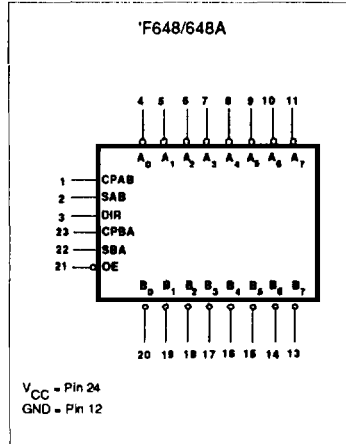 'F648/648A
4 5 6 7 8 9 10 11
A0 A1 A2 A3 A4 A5 A6 A7
1 CPAB
2 SAB
3 DIR
23 CPBA
22 SBA
21 OE
B0 B1 B2 B3 B4 B5 B6 B7
20 19 18 17 16 15 14 13
VCC = Pin 24
GND = Pin 12